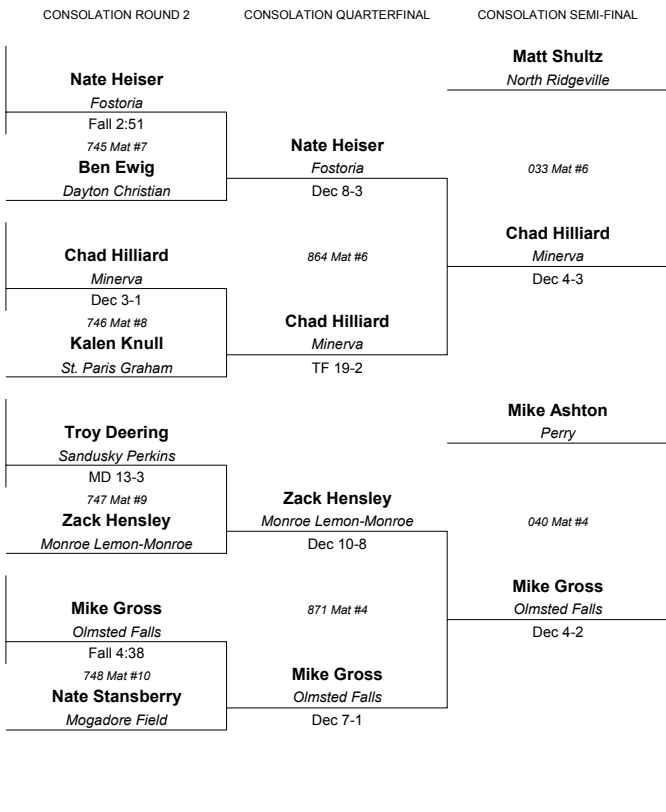 CONSOLATION ROUND 2
CONSOLATION QUARTERFINAL
CONSOLATION SEMI-FINAL
Nate Heiser
Fostoria
Fall 2:51
745 Mat #7
Ben Ewig
Dayton Christian
Chad Hilliard
Minerva
Dec 3-1
746 Mat #8
Kalen Knull
St. Paris Graham
Troy Deering
Sandusky Perkins
MD 13-3
747 Mat #9
Zack Hensley
Monroe Lemon-Monroe
Mike Gross
Olmsted Falls
Fall 4:38
748 Mat #10
Nate Stansberry
Mogadore Field
Nate Heiser
Fostoria
Dec 8-3
864 Mat #6
Chad Hilliard
Minerva
TF 19-2
Zack Hensley
Monroe Lemon-Monroe
Dec 10-8
871 Mat #4
Mike Gross
Olmsted Falls
Dec 7-1
Matt Shultz
North Ridgeville
033 Mat #6
Chad Hilliard
Minerva
Dec 4-3
Mike Ashton
Perry
040 Mat #4
Mike Gross
Olmsted Falls
Dec 4-2